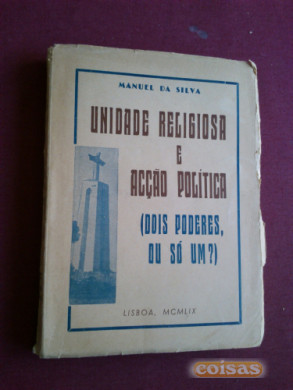 MANUEL DA SILVA
UNIDADE RELIGIOSA
E
ACÇÃO POLÍTICA
(DOIS PODERES,
OU SÓ UM?)
LISBOA, MCMLIX
coisas